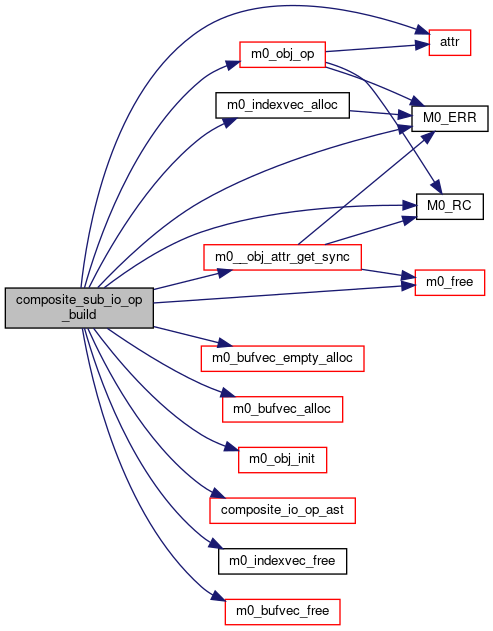 attr
m0_obj_op
m0_indexvec_alloc
M0_ERR
M0_RC
m0__obj_attr_get_sync
m0_free
composite_sub_io_op
_build
m0_bufvec_empty_alloc
m0_bufvec_alloc
m0_obj_init
composite_io_op_ast
m0_indexvec_free
m0_bufvec_free